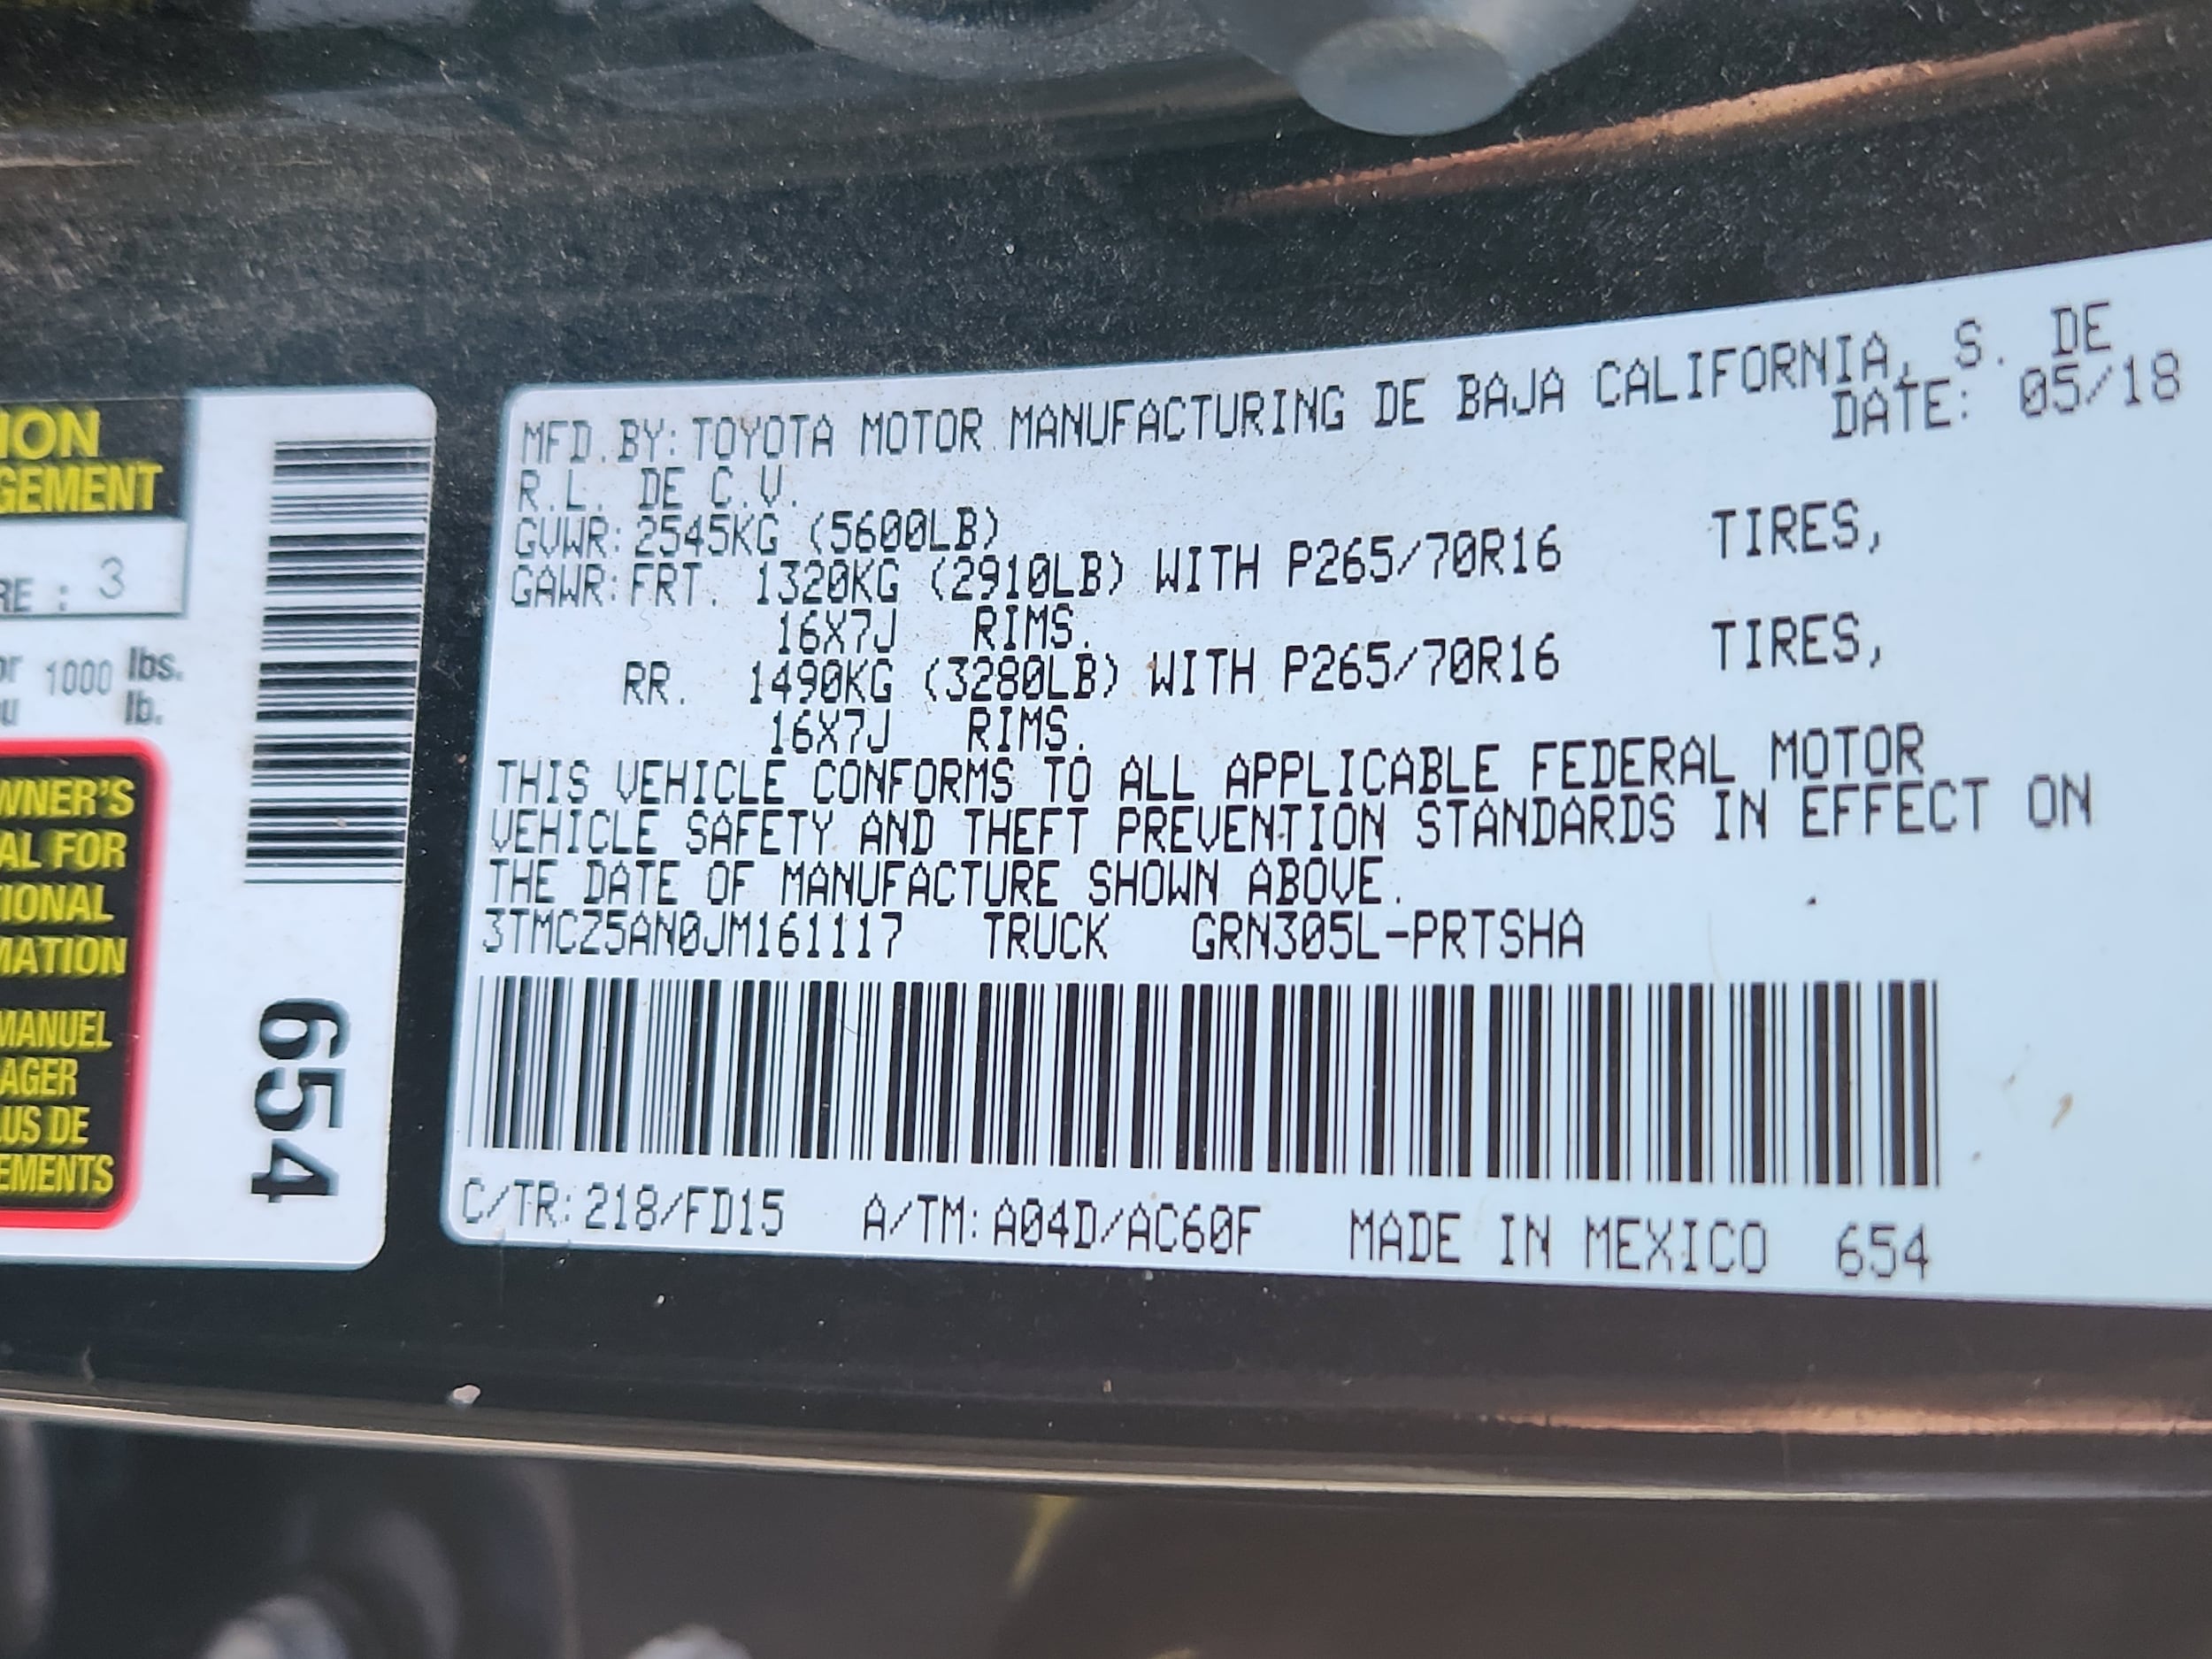 ION
GEMENT
RE : 3
or 1000 lbs.
u lb.
WNER'S
AL FOR
IONAL
MATION
MANUEL
AGER
LUS DE
EMENTS
654
MFD.BY:TOYOTA MOTOR MANUFACTURING DE BAJA CALIFORNIA, S. DE
R.L. DE C.V. DATE: 05/18
GVWR:2545KG (5600LB)
GAWR:FRT. 1320KG (2910LB) WITH P265/70R16 TIRES,
16X7J RIMS.
RR. 1490KG (3280LB) WITH P265/70R16 TIRES,
16X7J RIMS.
THIS VEHICLE CONFORMS TO ALL APPLICABLE FEDERAL MOTOR
VEHICLE SAFETY AND THEFT PREVENTION STANDARDS IN EFFECT ON
THE DATE OF MANUFACTURE SHOWN ABOVE.
3TMCZ5AN0JM161117 TRUCK GRN305L-PRTSHA
C/TR:218/FD15 A/TM:A04D/AC60F MADE IN MEXICO 654